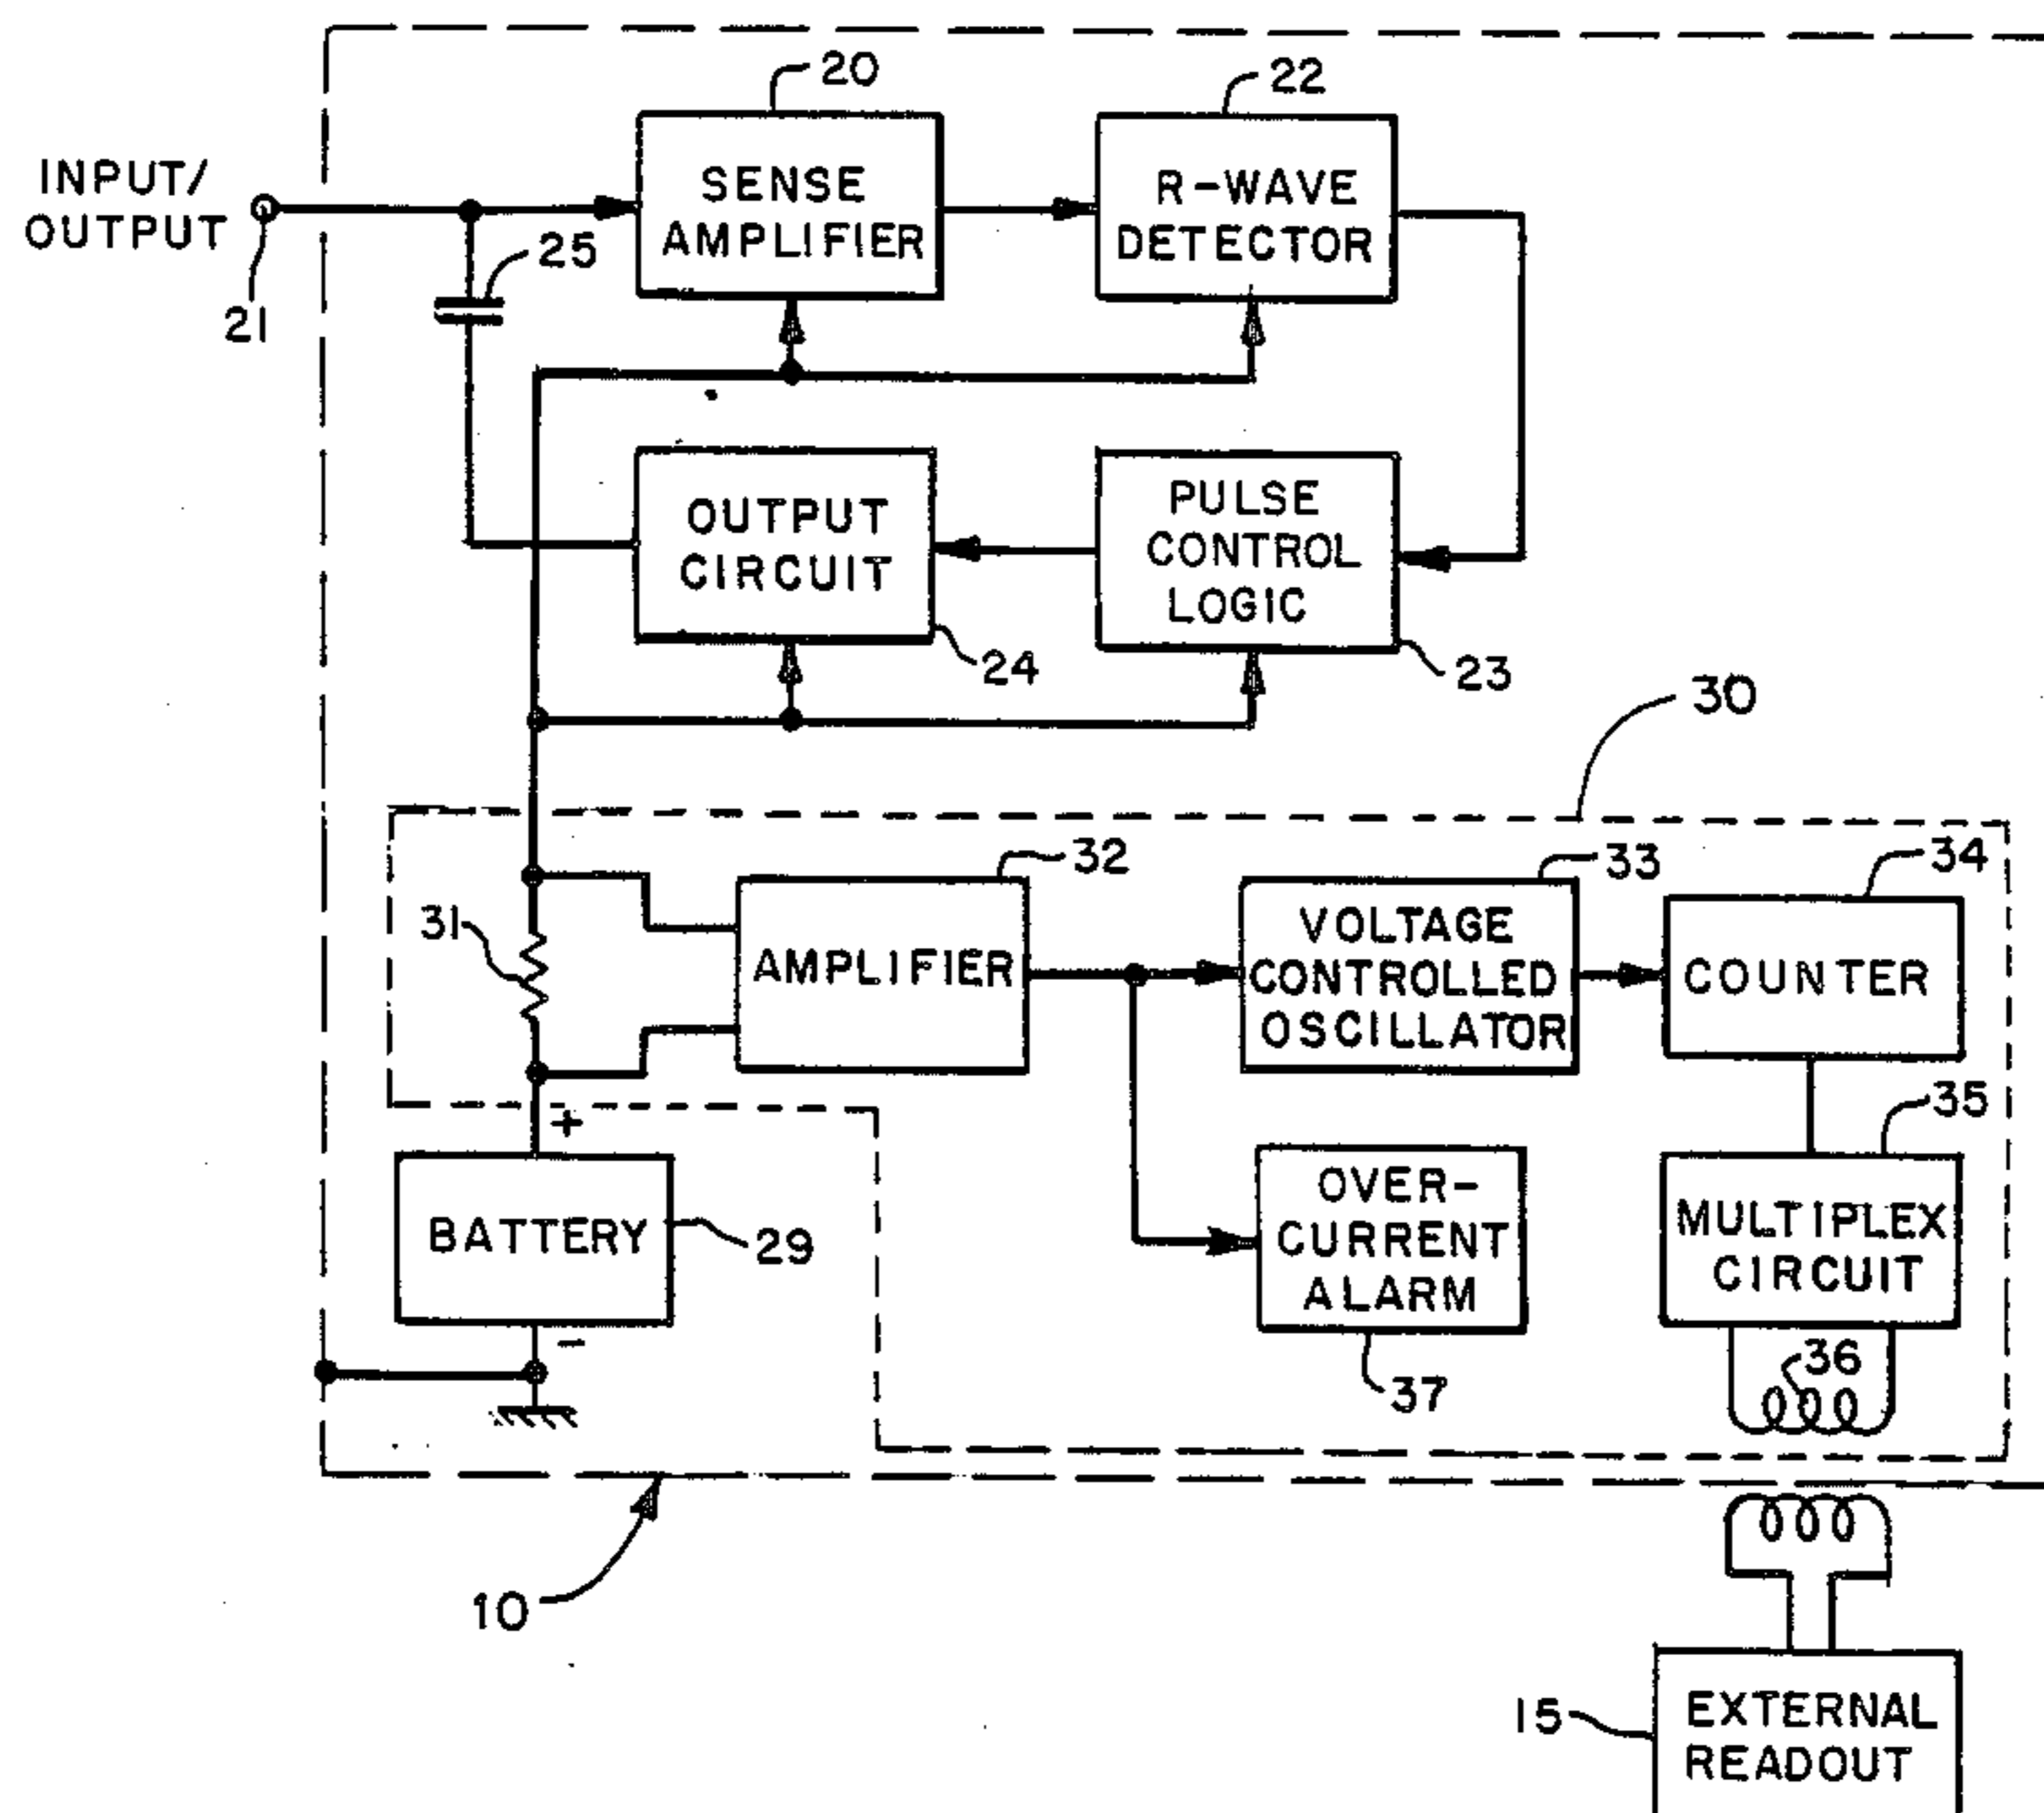 20
22
INPUT/
OUTPUT
21
25
SENSE
AMPLIFIER
R-WAVE
DETECTOR
OUTPUT
CIRCUIT
24
PULSE
CONTROL
LOGIC
23
30
31
32
AMPLIFIER
33
VOLTAGE
CONTROLLED
OSCILLATOR
34
COUNTER
35
MULTIPLEX
CIRCUIT
36
+
BATTERY
29
-
OVER-
CURRENT
ALARM
37
10
15
EXTERNAL
READOUT